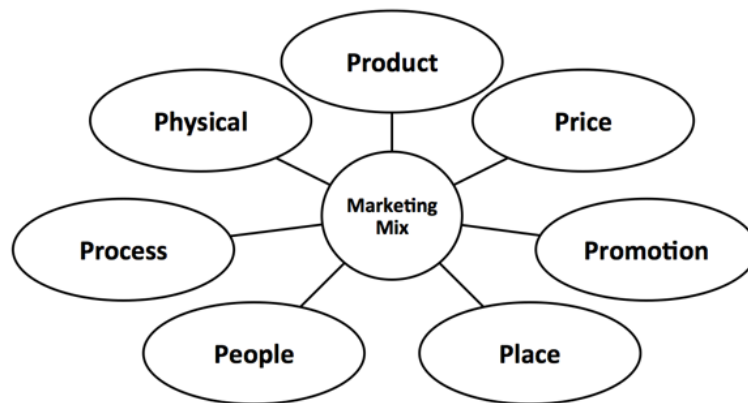 Product
Physical
Price
Marketing
Mix
Process
Promotion
People
Place